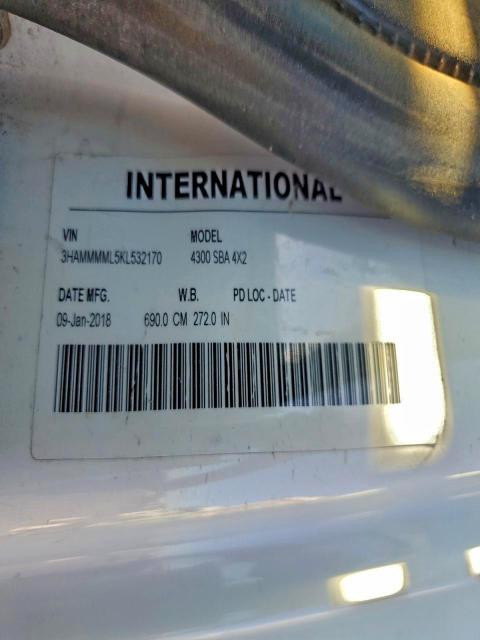 INTERNATIONAL
VIN MODEL
3HAMMMML5KL532170 4300 SBA 4X2
DATE MFG. W.B. PD LOC - DATE
09-Jan-2018 690.0 CM 272.0 IN